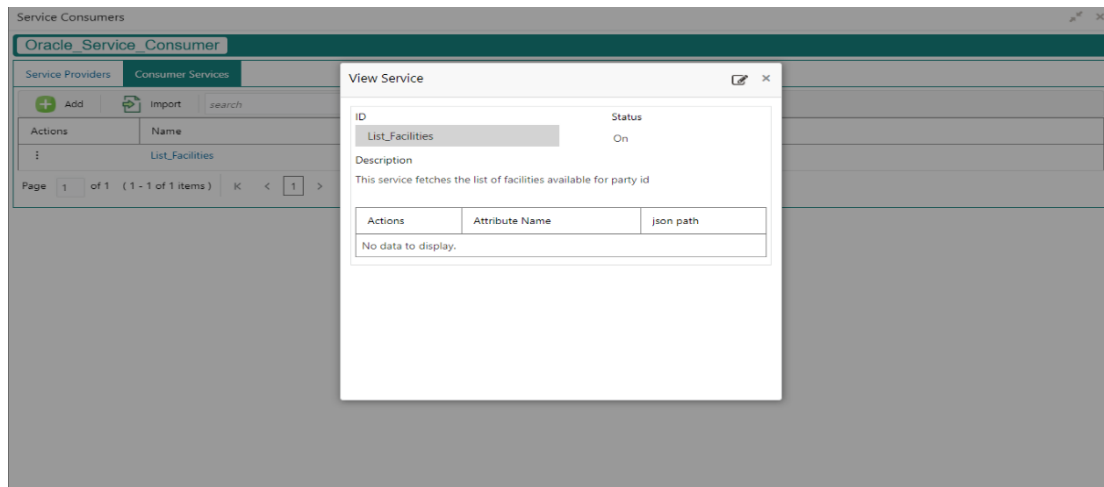 Service Consumers
Oracle_Service_Consumer
Service Providers Consumer Services
Add Import search
Actions Name
List_Facilities
Page 1 of 1 (1 - 1 of 1 items) K < 1 >
View Service
ID Status
List_Facilities On
Description
This service fetches the list of facilities available for party id
Actions Attribute Name json path
No data to display.